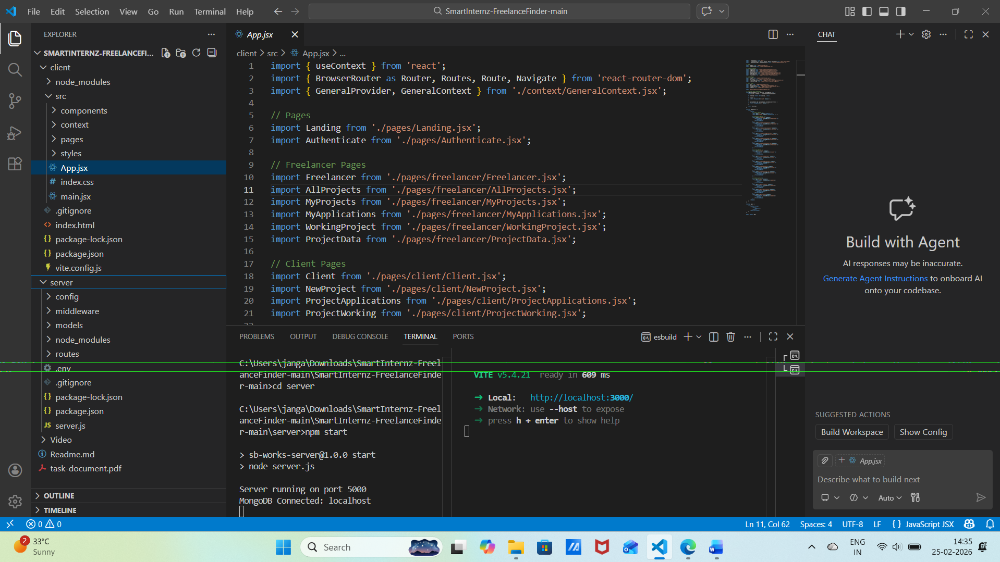 File Edit Selection View Go Run Terminal Help
SmartInternz-FreelanceFinder-main
EXPLORER
SMARTINTERNZ-FREELANCEFI...
client
node_modules
src
components
context
pages
styles
App.jsx
# index.css
main.jsx
.gitignore
<> index.html
{} package-lock.json
{} package.json
vite.config.js
server
config
middleware
models
node_modules
routes
.env
.gitignore
{} package-lock.json
{} package.json
JS server.js
Video
Readme.md
task-document.pdf
OUTLINE
TIMELINE
App.jsx
client > src > App.jsx > ...
1 import { useContext } from 'react';
2 import { BrowserRouter as Router, Routes, Route, Navigate } from 'react-router-dom';
3 import { GeneralProvider, GeneralContext } from './context/GeneralContext.jsx';
4
5 // Pages
6 import Landing from './pages/Landing.jsx';
7 import Authenticate from './pages/Authenticate.jsx';
8
9 // Freelancer Pages
10 import Freelancer from './pages/freelancer/Freelancer.jsx';
11 import AllProjects from './pages/freelancer/AllProjects.jsx';
12 import MyProjects from './pages/freelancer/MyProjects.jsx';
13 import MyApplications from './pages/freelancer/MyApplications.jsx';
14 import WorkingProject from './pages/freelancer/WorkingProject.jsx';
15 import ProjectData from './pages/freelancer/ProjectData.jsx';
16
17 // Client Pages
18 import Client from './pages/client/Client.jsx';
19 import NewProject from './pages/client/NewProject.jsx';
20 import ProjectApplications from './pages/client/ProjectApplications.jsx';
21 import ProjectWorking from './pages/client/ProjectWorking.jsx';
PROBLEMS OUTPUT DEBUG CONSOLE TERMINAL PORTS
esbuild
C:\Users\janga\Downloads\SmartInternz-Freel
anceFinder-main\SmartInternz-FreelanceFinde
r-main>cd server
C:\Users\janga\Downloads\SmartInternz-Freel
anceFinder-main\SmartInternz-FreelanceFinde
r-main\server>npm start
> sb-works-server@1.0.0 start
> node server.js
Server running on port 5000
MongoDB Connected: localhost
VITE v5.4.21 ready in 609 ms
➜ Local: http://localhost:3000/
➜ Network: use --host to expose
➜ press h + enter to show help
CHAT
Build with Agent
AI responses may be inaccurate.
Generate Agent Instructions to onboard AI
onto your codebase.
SUGGESTED ACTIONS
Build Workspace Show Config
App.jsx
Describe what to build next
Auto
0 0
Ln 11, Col 62 Spaces: 4 UTF-8 LF {} JavaScript JSX
2
33°C
Sunny
Search
ENG
IN
14:35
25-02-2026